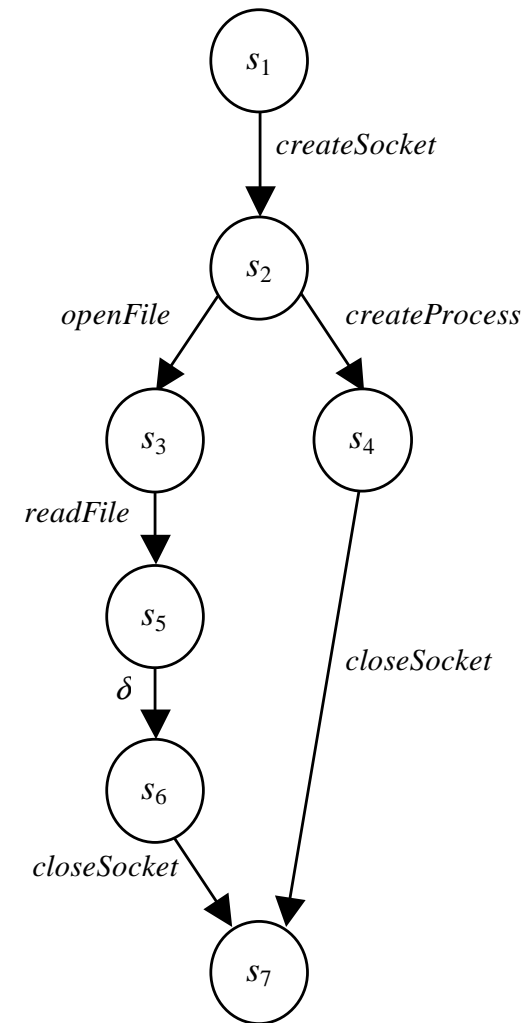 s₁
createSocket
s₂
openFile
createProcess
s₃
s₄
readFile
s₅
closeSocket
δ
s₆
closeSocket
s₇